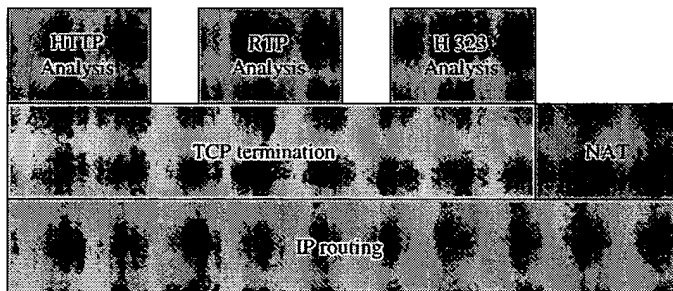 HTTP
Analysis
RTP
Analysis
H 323
Analysis
TCP termination
NAT
IP routing